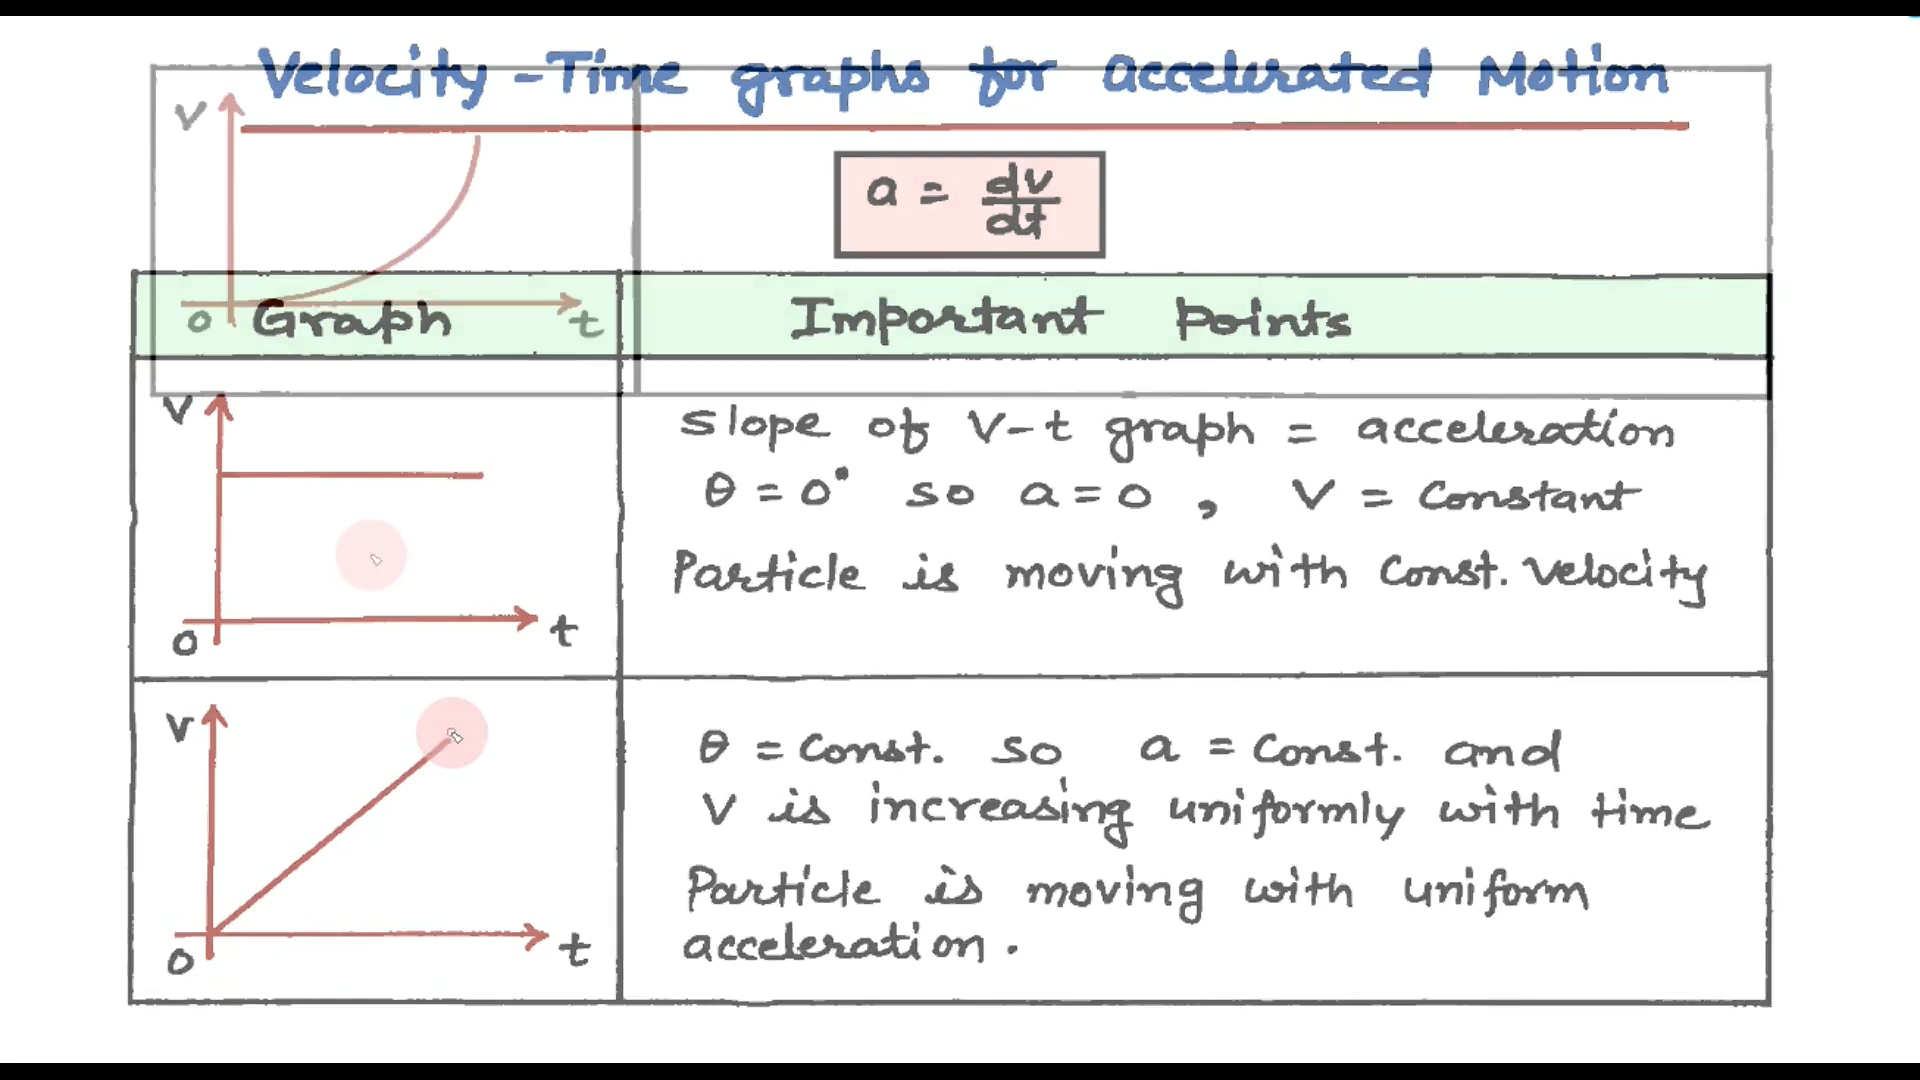 Velocity-Time graphs for accelerated Motion
V
a = dv/dt
O
t
Graph
Important Points
V
O
t
Slope of V-t graph = acceleration
θ = 0° so a = 0 , V = Constant
Particle is moving with Const. Velocity
V
O
t
θ = Const. so a = Const. and
V is increasing uniformly with time
Particle is moving with uniform
acceleration.